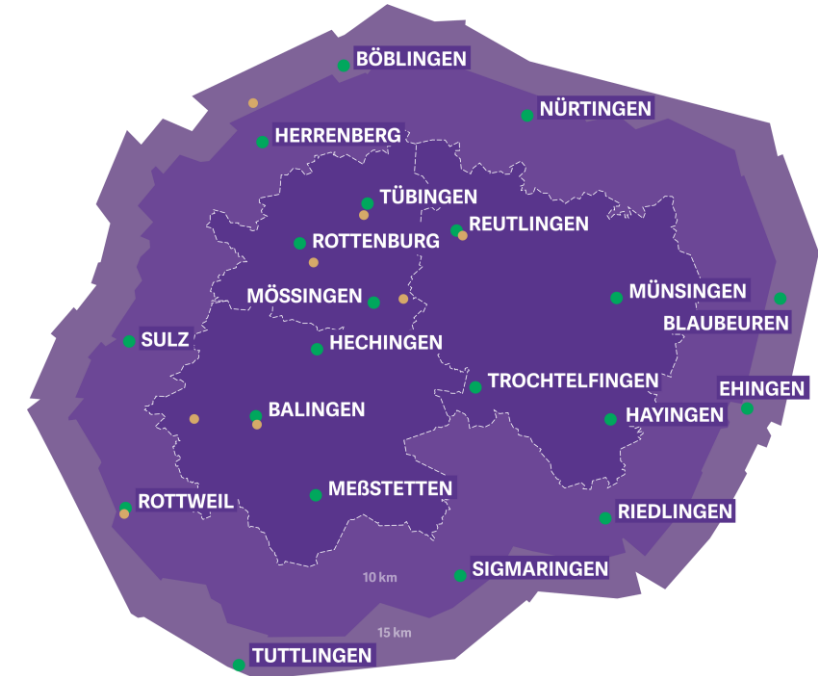 BÖBLINGEN
NÜRTINGEN
HERRENBERG
TÜBINGEN
REUTLINGEN
ROTTENBURG
MÖSSINGEN
MÜNSINGEN
BLAUBEUREN
SULZ
HECHINGEN
TROCHTELFINGEN
EHINGEN
BALINGEN
HAYINGEN
MEßSTETTEN
ROTTWEIL
RIEDLINGEN
SIGMARINGEN
10 km
15 km
TUTTLINGEN